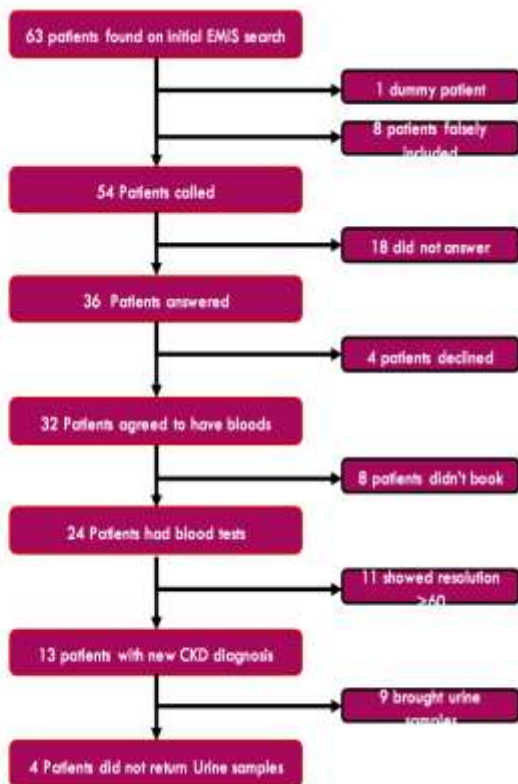 63 patients found on initial EMIS search
1 dummy patient
8 patients falsely
included
54 Patients called
18 did not answer
36 Patients answered
4 patients declined
32 Patients agreed to have bloods
8 patients didn't book
24 Patients had blood tests
11 showed resolution
>60
13 patients with new CKD diagnosis
9 brought urine
samples
4 Patients did not return Urine samples